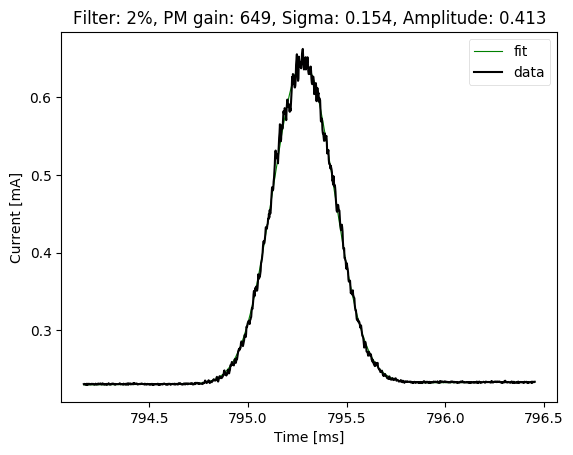 Filter: 2%, PM gain: 649, Sigma: 0.154, Amplitude: 0.413
fit
data
0.6
0.5
0.4
0.3
Current [mA]
794.5 795.0 795.5 796.0 796.5
Time [ms]